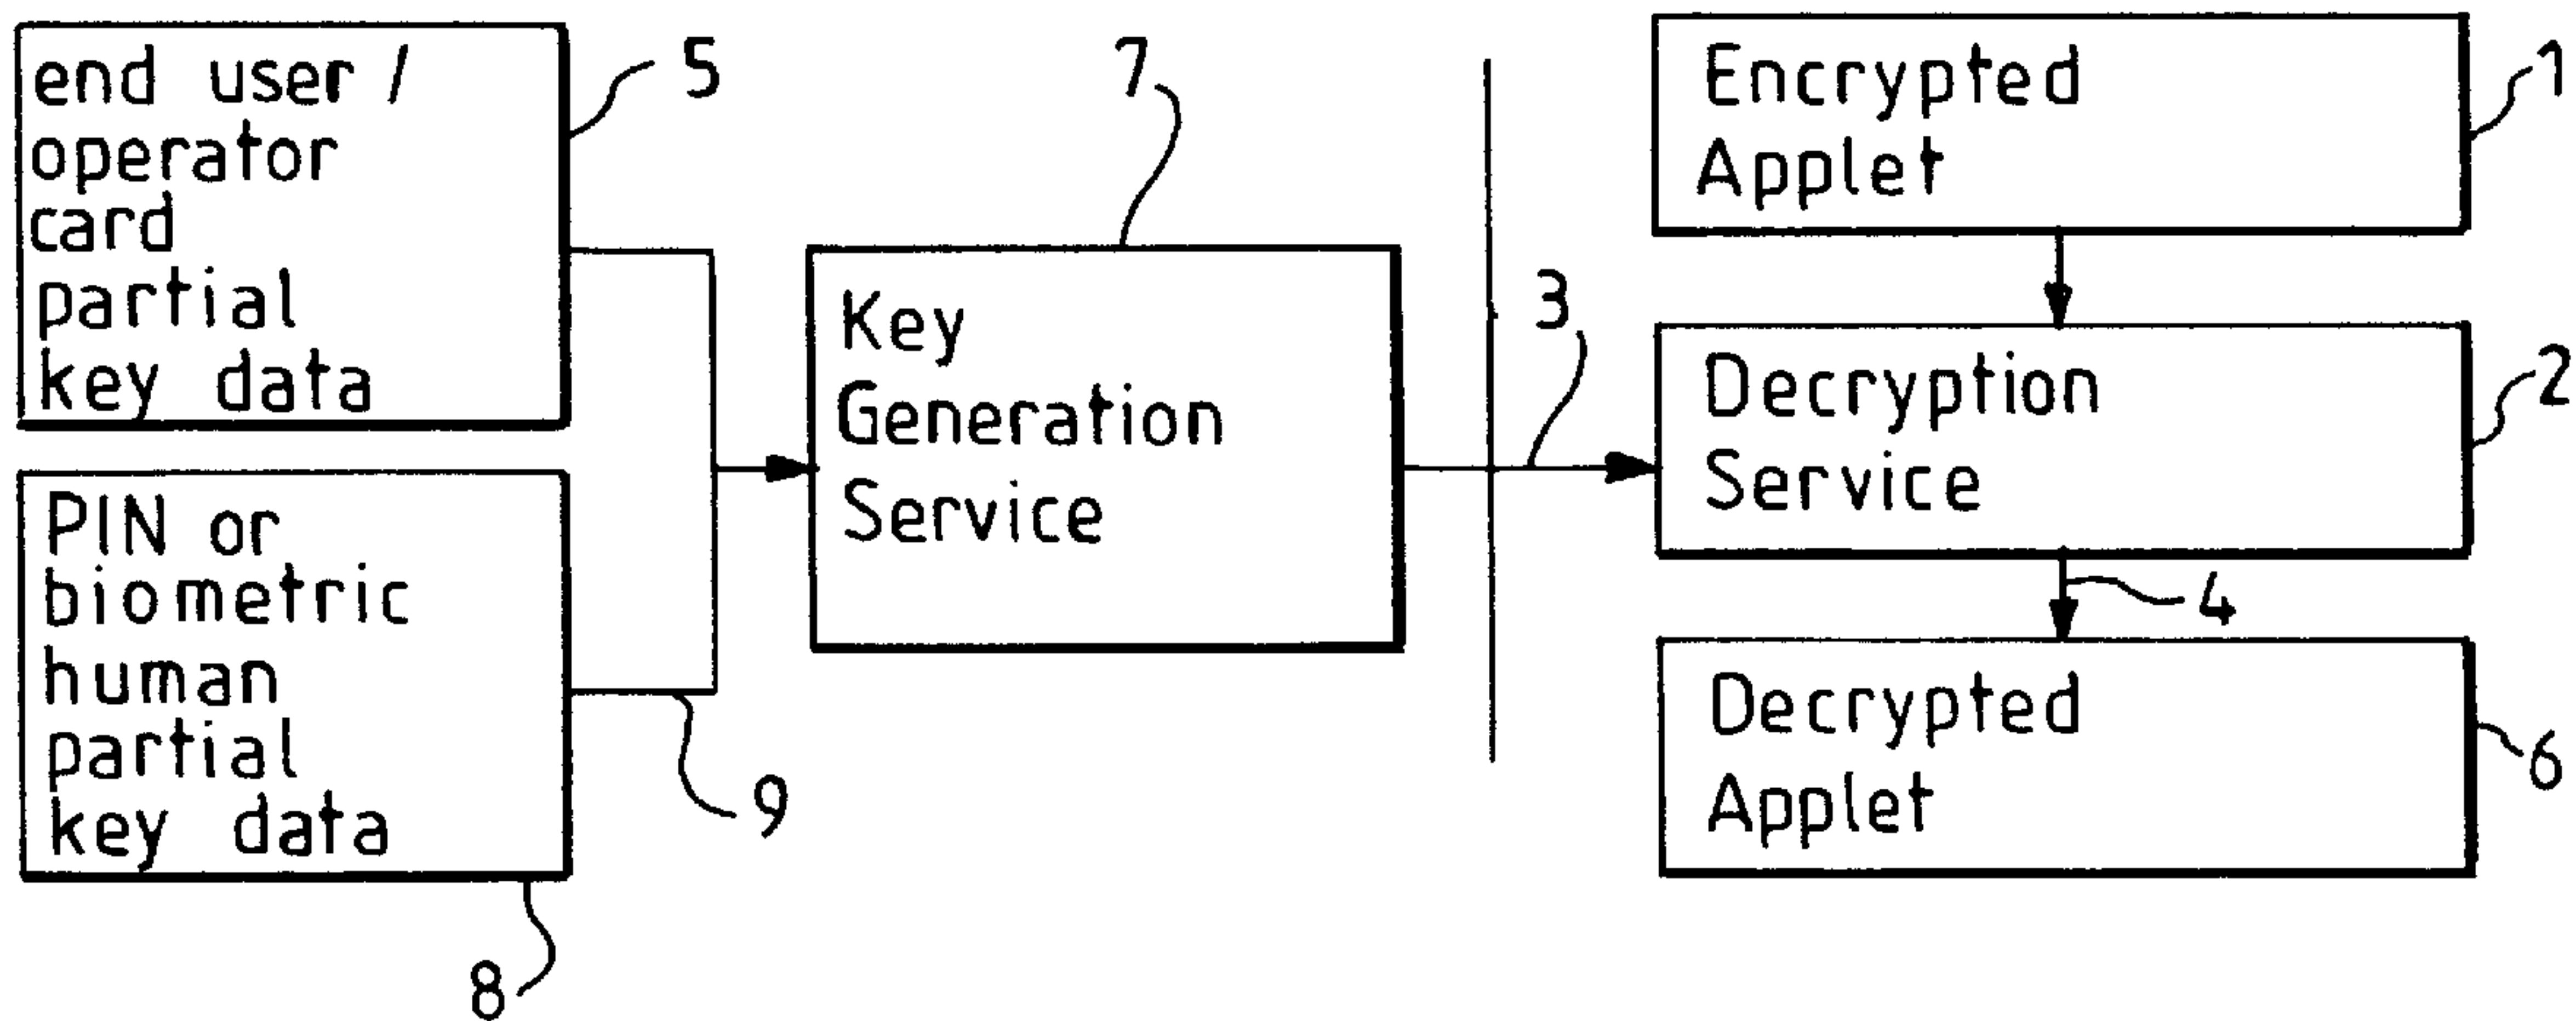 end user /
operator
card
partial
key data
5
PIN or
biometric
human
partial
key data
8
9
7
Key
Generation
Service
3
Encrypted
Applet
1
Decryption
Service
2
4
Decrypted
Applet
6